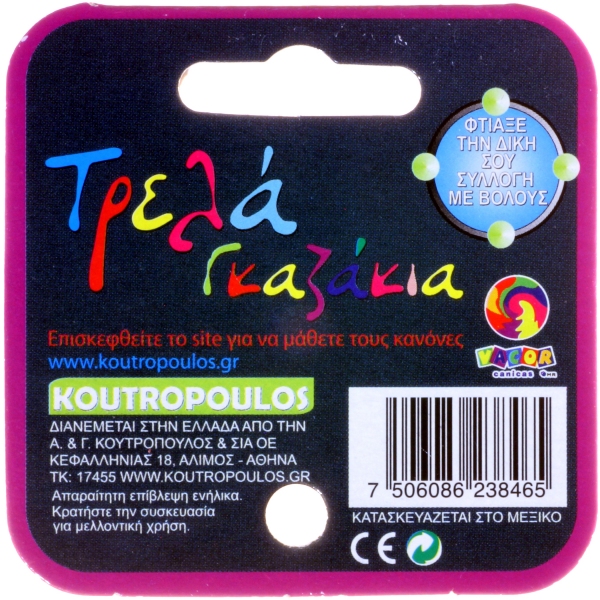 ΦΤΙΑΞΕ
ΤΗΝ ΔΙΚΗ
ΣΟΥ
ΣΥΛΛΟΓΗ
ΜΕ ΒΟΛΟΥΣ
Τρελά
γκαζάκια
Επισκεφθείτε το site για να μάθετε τους κανόνες
www.koutropoulos.gr
VACOR
canicas
KOUTROPOULOS
ΔΙΑΝΕΜΕΤΑΙ ΣΤΗΝ ΕΛΛΑΔΑ ΑΠΟ ΤΗΝ
Α. & Γ. ΚΟΥΤΡΟΠΟΥΛΟΣ & ΣΙΑ ΟΕ
ΚΕΦΑΛΛΗΝΙΑΣ 18, ΑΛΙΜΟΣ - ΑΘΗΝΑ
ΤΚ: 17455 WWW.KOUTROPOULOS.GR
Απαραίτητη επίβλεψη ενήλικα.
Κρατήστε την συσκευασία
για μελλοντική χρήση.
7 506086 238465
ΚΑΤΑΣΚΕΥΑΖΕΤΑΙ ΣΤΟ ΜΕΞΙΚΟ
CE